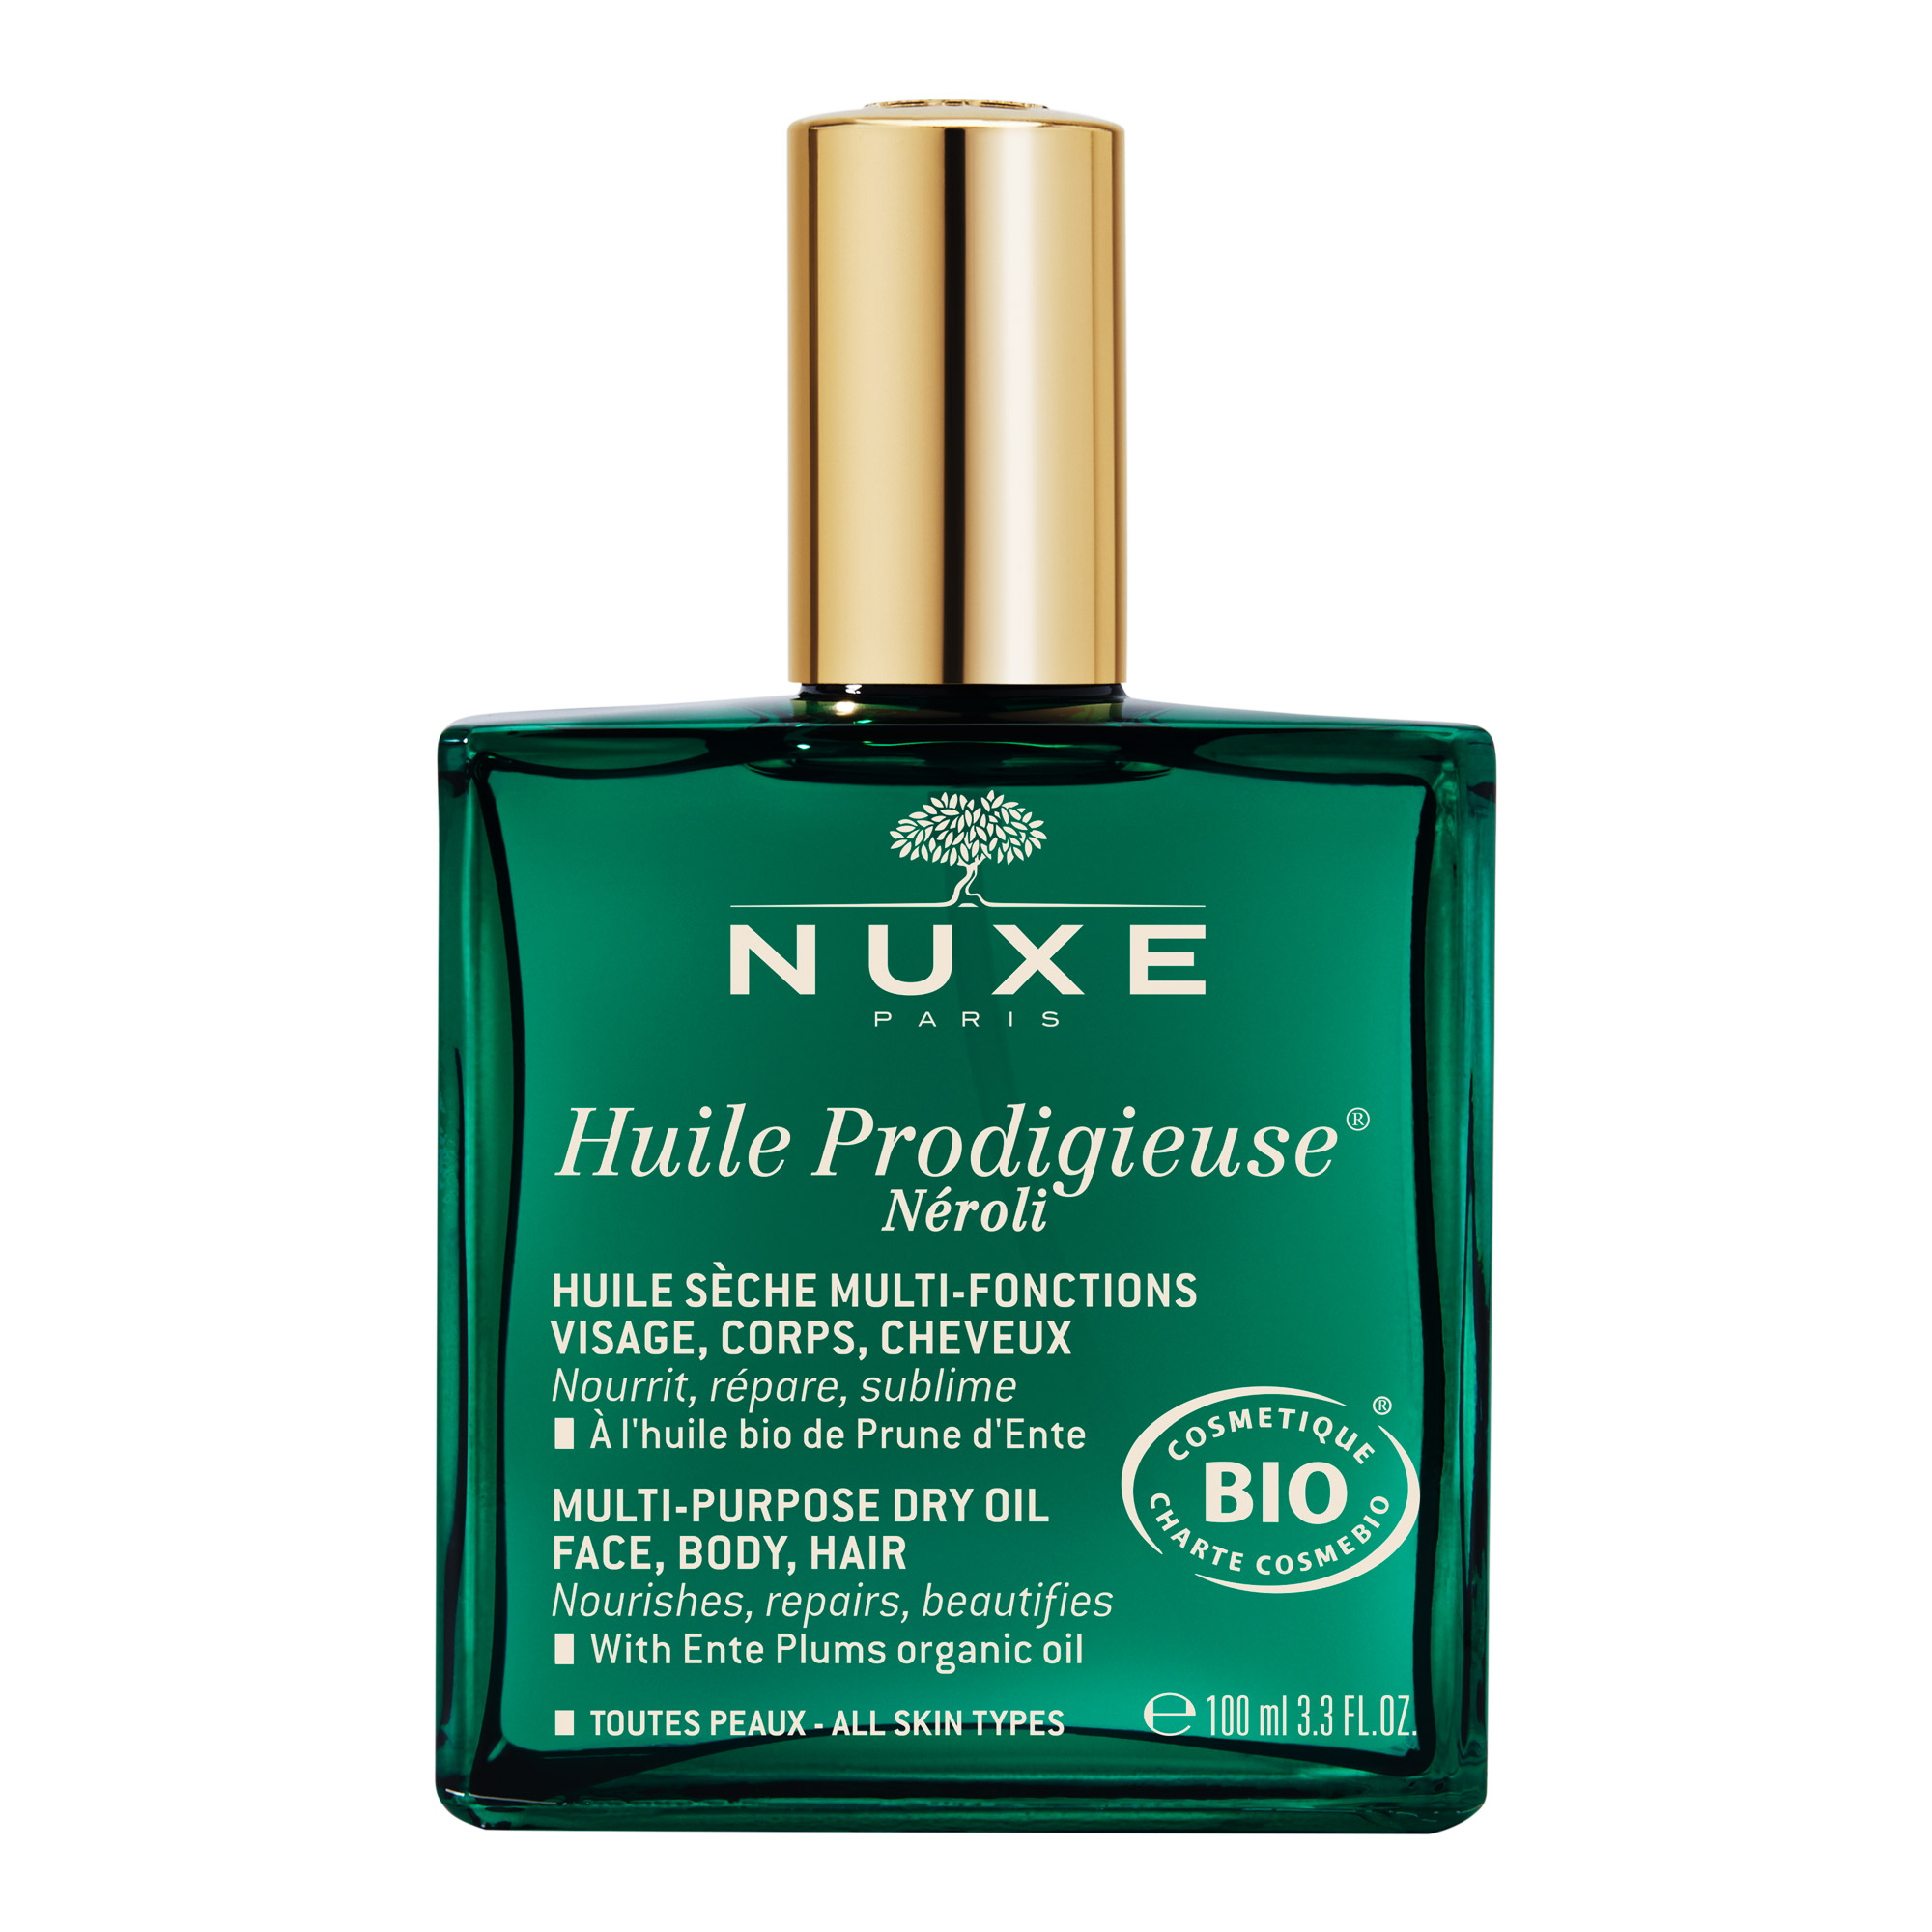 NUXE
PARIS
Huile Prodigieuse®
Néroli
HUILE SÈCHE MULTI-FONCTIONS
VISAGE, CORPS, CHEVEUX
Nourrit, répare, sublime
À l'huile bio de Prune d'Ente
MULTI-PURPOSE DRY OIL
FACE, BODY, HAIR
Nourishes, repairs, beautifies
With Ente Plums organic oil
COSMETIQUE ®
BIO
CHARTE COSMEBIO
TOUTES PEAUX - ALL SKIN TYPES
℮ 100 ml 3.3 FL.OZ.